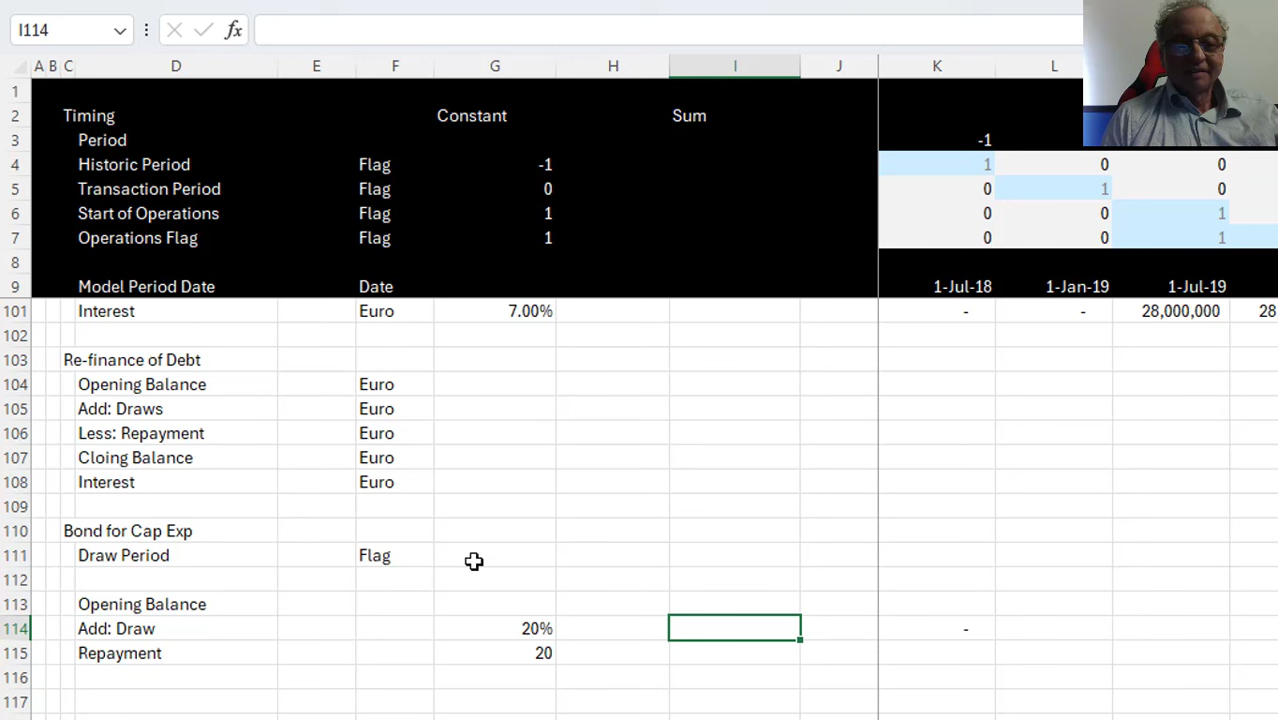 I114 fx
A B C D E F G H I J K L
1
2 Timing Constant Sum
3 Period -1
4 Historic Period Flag -1 1 0 0
5 Transaction Period Flag 0 0 1 0
6 Start of Operations Flag 1 0 0 1
7 Operations Flag Flag 1 0 0 1
8
9 Model Period Date Date 1-Jul-18 1-Jan-19 1-Jul-19
101 Interest Euro 7.00% - - 28,000,000 28
102
103 Re-finance of Debt
104 Opening Balance Euro
105 Add: Draws Euro
106 Less: Repayment Euro
107 Cloing Balance Euro
108 Interest Euro
109
110 Bond for Cap Exp
111 Draw Period Flag
112
113 Opening Balance
114 Add: Draw 20% -
115 Repayment 20
116
117